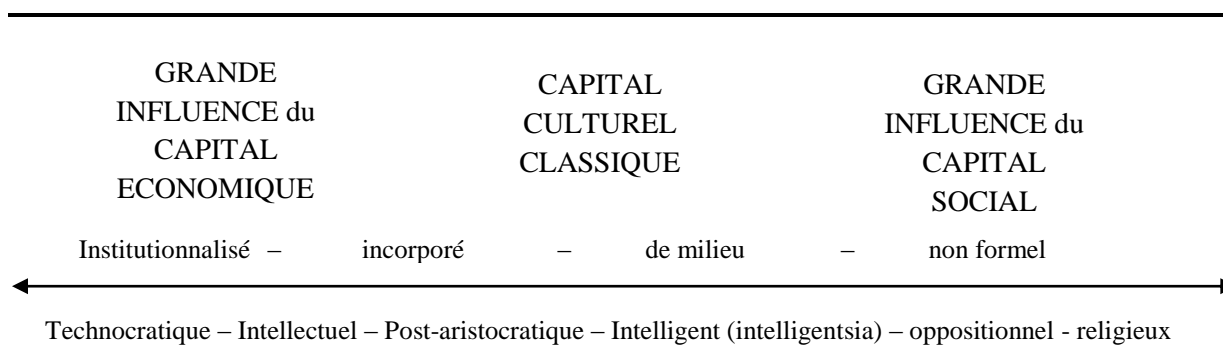 GRANDE
INFLUENCE du
CAPITAL
ECONOMIQUE
CAPITAL
CULTUREL
CLASSIQUE
GRANDE
INFLUENCE du
CAPITAL
SOCIAL
Institutionnalisé – incorporé – de milieu – non formel
Technocratique – Intellectuel – Post-aristocratique – Intelligent (intelligentsia) – oppositionnel - religieux